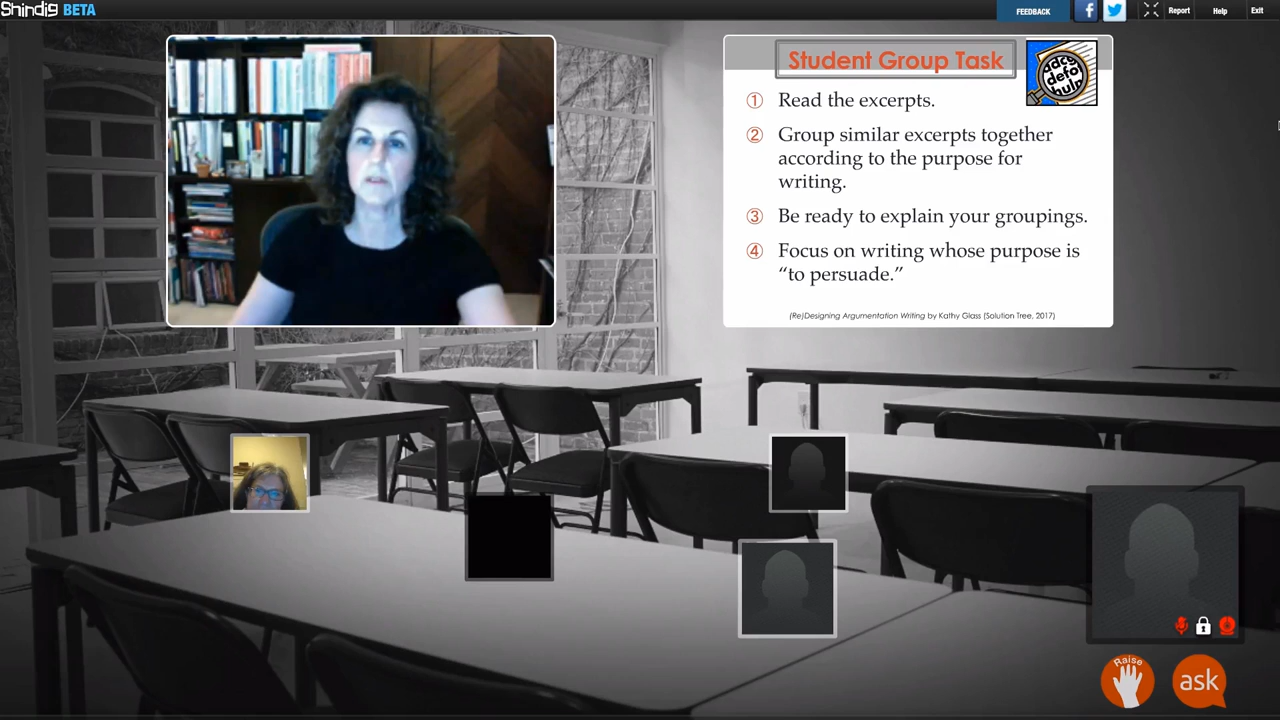 Shindig BETA
FEEDBACK
Report
Help
Exit
Student Group Task
① Read the excerpts.
② Group similar excerpts together
according to the purpose for
writing.
③ Be ready to explain your groupings.
④ Focus on writing whose purpose is
“to persuade.”
(Re)Designing Argumentation Writing by Kathy Glass (Solution Tree, 2017)
Raise
ask